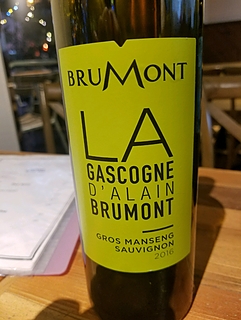 BRUMONT
LA
GASCOGNE
D'ALAIN
BRUMONT
GROS MANSENG
SAUVIGNON
2016